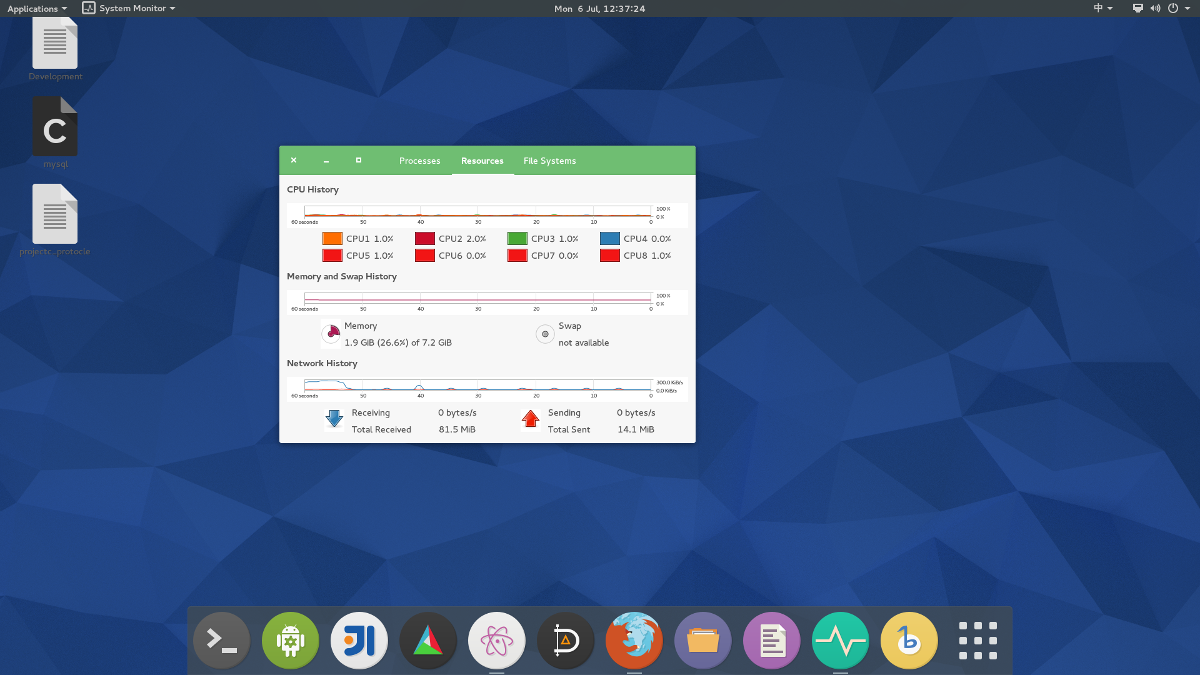 Applications System Monitor Mon 6 Jul, 12:37:24 中
Development
C
mysql
projects.protocle
Processes Resources File Systems
CPU History
100 %
0 %
60 seconds 50 40 30 20 10 0
CPU1 1.0% CPU2 2.0% CPU3 1.0% CPU4 0.0%
CPU5 1.0% CPU6 0.0% CPU7 0.0% CPU8 1.0%
Memory and Swap History
100 %
0 %
60 seconds 50 40 30 20 10 0
Memory Swap
1.9 GiB (26.6%) of 7.2 GiB not available
Network History
300.0 KiB/s
0.0 KiB/s
60 seconds 50 40 30 20 10 0
Receiving 0 bytes/s Sending 0 bytes/s
Total Received 81.5 MiB Total Sent 14.1 MiB